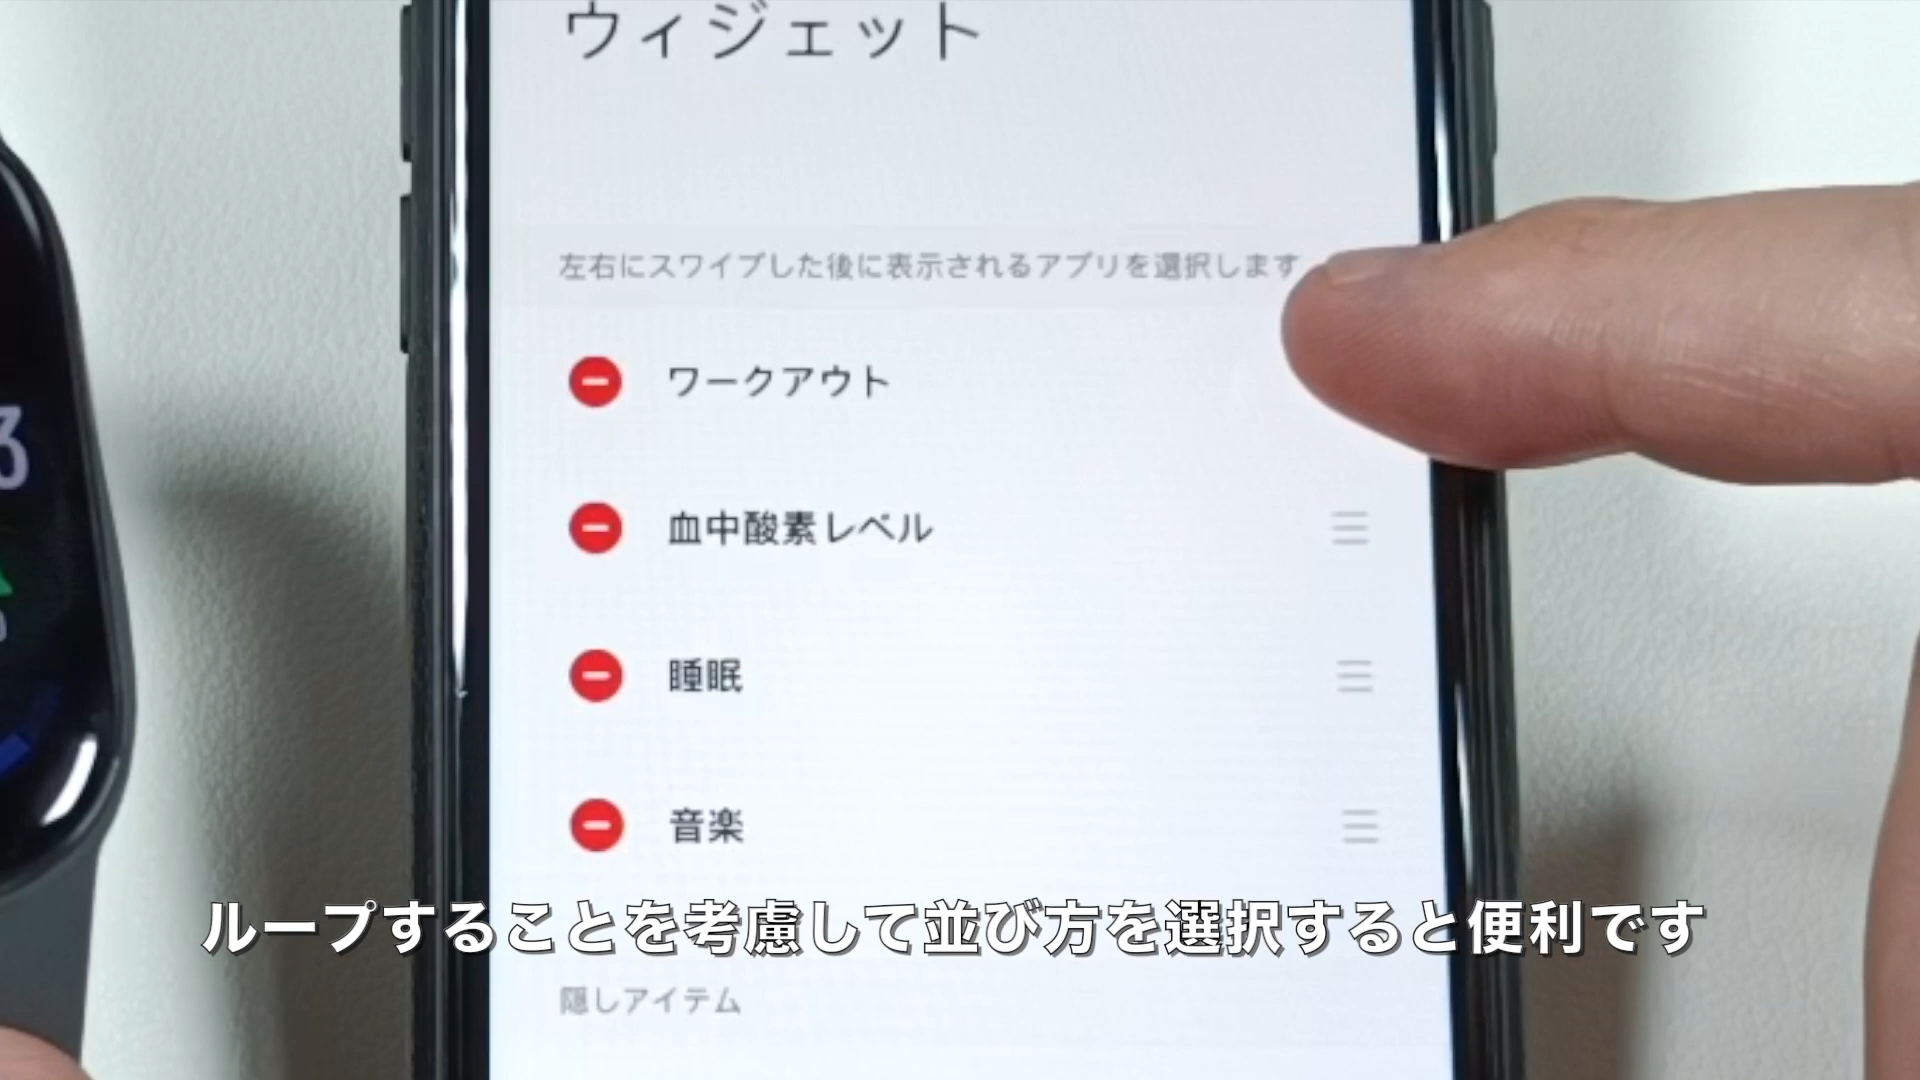 ウィジェット
左右にスワイプした後に表示されるアプリを選択します
ワークアウト
血中酸素レベル
睡眠
音楽
ループすることを考慮して並び方を選択すると便利です
隠しアイテム
3